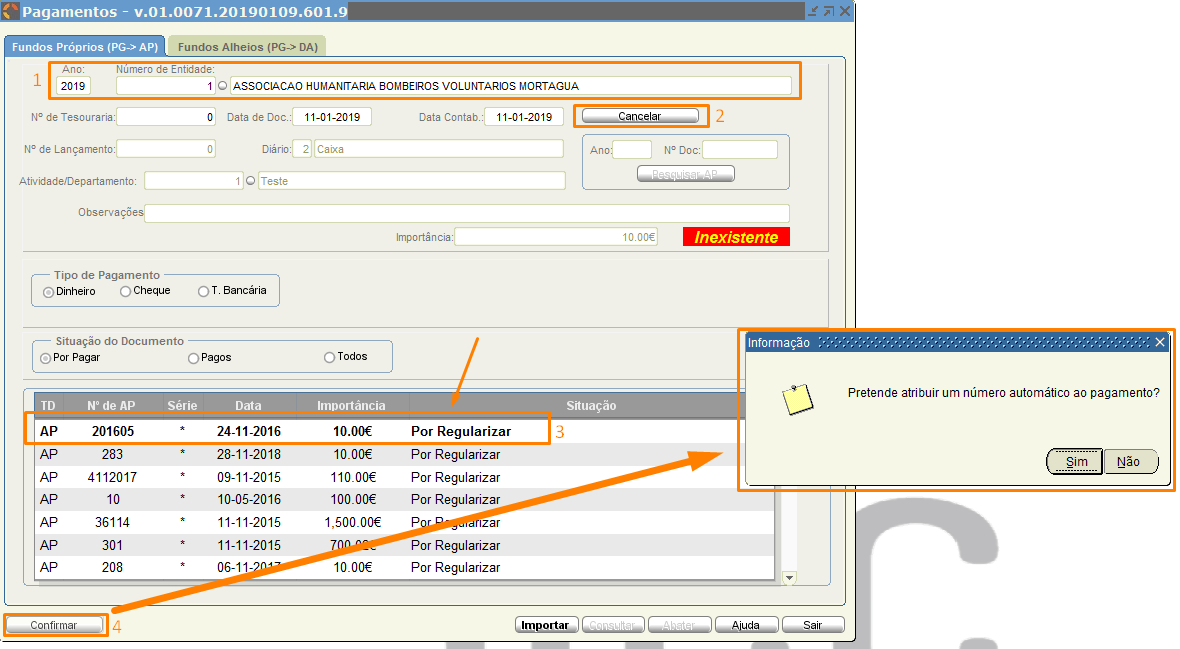 Pagamentos - v.01.0071.20190109.601.9
Fundos Próprios (PG-> AP) Fundos Alheios (PG-> DA)
Ano: Número de Entidade:
1 2019 1 ASSOCIACAO HUMANITARIA BOMBEIROS VOLUNTARIOS MORTAGUA
Nº de Tesouraria: 0 Data de Doc.: 11-01-2019 Data Contab.: 11-01-2019 Cancelar 2
Nº de Lançamento: 0 Diário: 2 Caixa Ano: Nº Doc:
Pesquisar AP
Atividade/Departamento: 1 Teste
Observações
Importância: 10.00€ Inexistente
Tipo de Pagamento
Dinheiro Cheque T. Bancária
Situação do Documento
Por Pagar Pagos Todos
TD Nº de AP Série Data Importância Situação
AP 201605 * 24-11-2016 10.00€ Por Regularizar 3
AP 283 * 28-11-2018 10.00€ Por Regularizar
AP 4112017 * 09-11-2015 110.00€ Por Regularizar
AP 10 * 10-05-2016 100.00€ Por Regularizar
AP 36114 * 11-11-2015 1,500.00€ Por Regularizar
AP 301 * 11-11-2015 700.02€ Por Regularizar
AP 208 * 06-11-2017 10.00€ Por Regularizar
Confirmar 4 Importar Consultar Abater Ajuda Sair
Informação
Pretende atribuir um número automático ao pagamento?
Sim Não